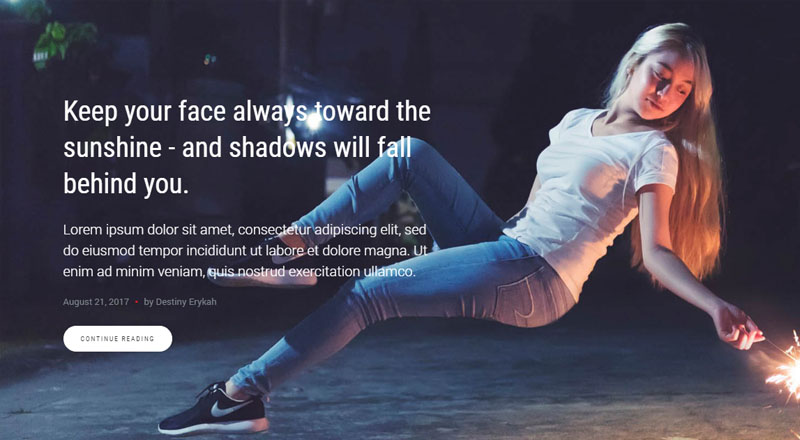 Keep your face always toward the
sunshine - and shadows will fall
behind you.
Lorem ipsum dolor sit amet, consectetur adipiscing elit, sed
do eiusmod tempor incididunt ut labore et dolore magna. Ut
enim ad minim veniam, quis nostrud exercitation ullamco.
August 21, 2017 • by Destiny Erykah
CONTINUE READING